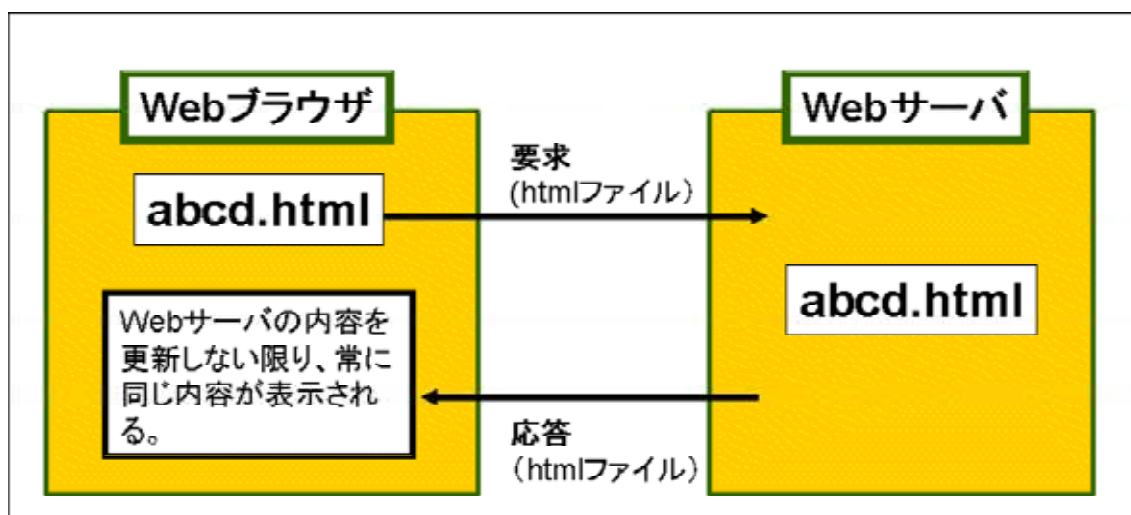 Webブラウザ
Webサーバ
要求
(htmlファイル)
abcd.html
abcd.html
Webサーバの内容を
更新しない限り、常に
同じ内容が表示され
る。
応答
(htmlファイル)